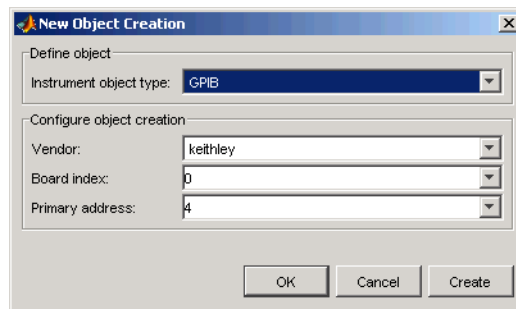 New Object Creation
Define object
Instrument object type: GPIB
Configure object creation
Vendor: keithley
Board index: 0
Primary address: 4
OK Cancel Create